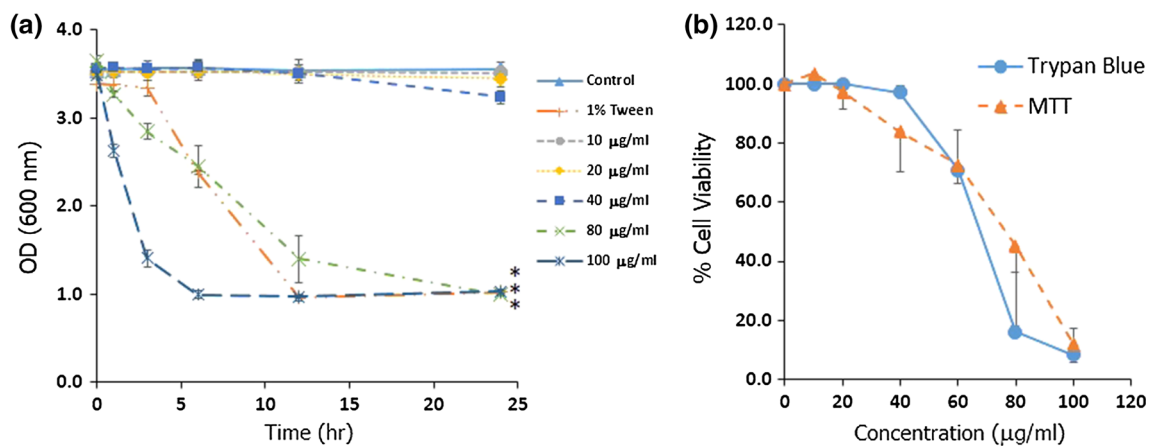 (a)
4.0
3.0
2.0
1.0
0.0
OD (600 nm)
0 5 10 15 20 25
Time (hr)
*
*
*
Control
1% Tween
10 µg/ml
20 µg/ml
40 µg/ml
80 µg/ml
100 µg/ml
(b)
120.0
100.0
80.0
60.0
40.0
20.0
0.0
% Cell Viability
0 20 40 60 80 100 120
Concentration (µg/ml)
Trypan Blue
MTT